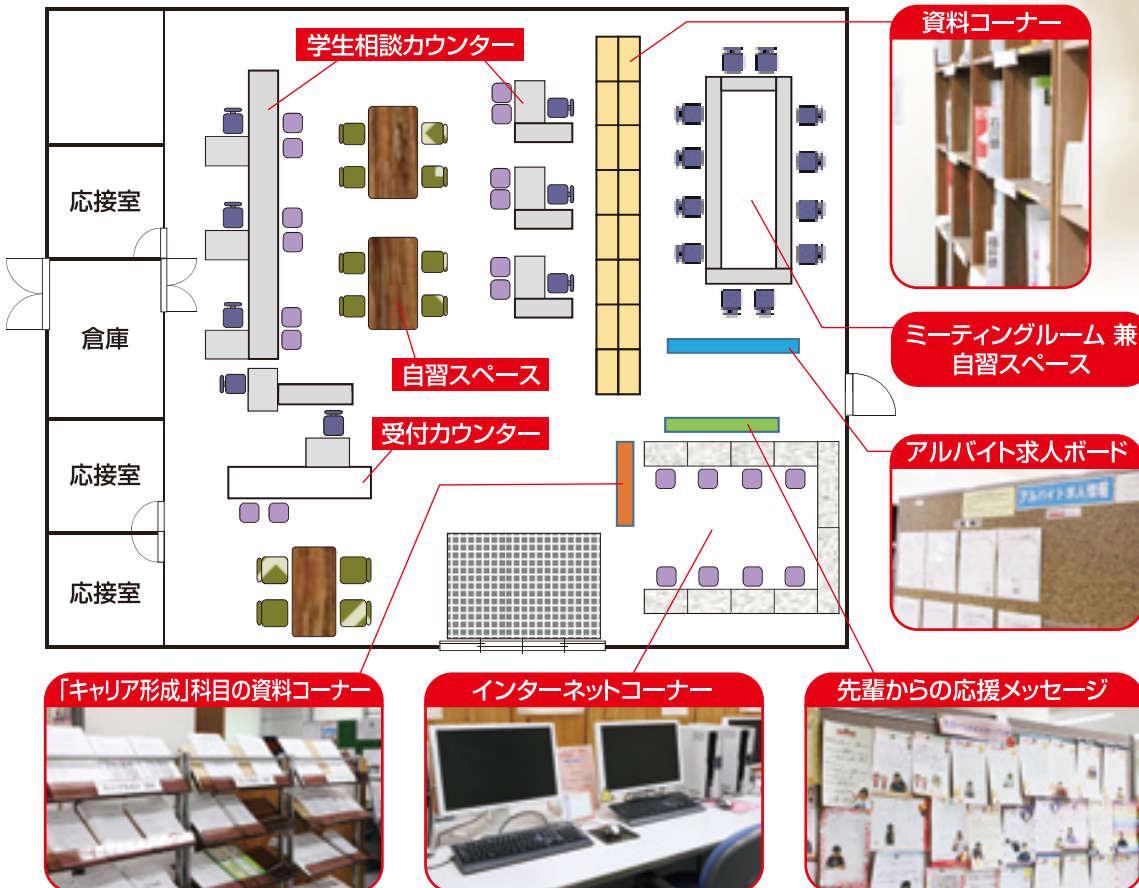 資料コーナー
学生相談カウンター
応接室
倉庫
自習スペース
ミーティングルーム 兼
自習スペース
受付カウンター
アルバイト求人ボード
アルバイト求人情報
応接室
応接室
「キャリア形成」科目の資料コーナー
インターネットコーナー
先輩からの応援メッセージ